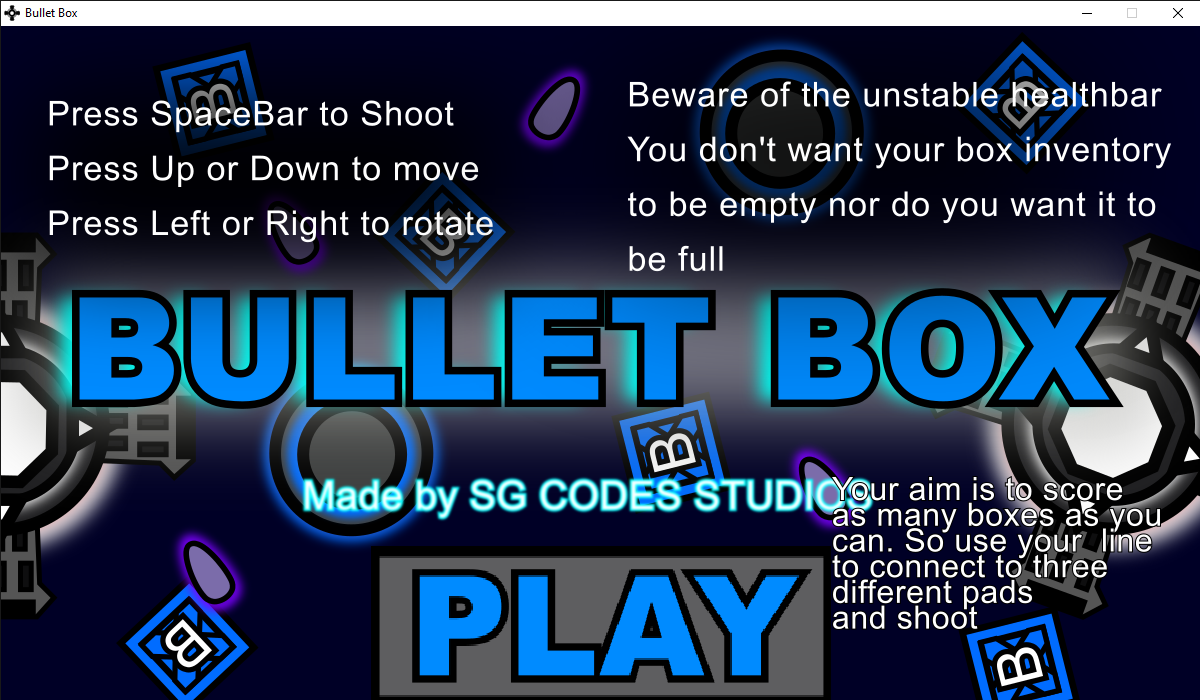 Bullet Box
Press SpaceBar to Shoot
Press Up or Down to move
Press Left or Right to rotate
Beware of the unstable healthbar
You don't want your box inventory
to be empty nor do you want it to
be full
BULLET BOX
B
B
B
B
B
B
Made by SG CODES STUDIOS
Your aim is to score
as many boxes as you
can. So use your  line
to connect to three
different pads
and shoot
PLAY